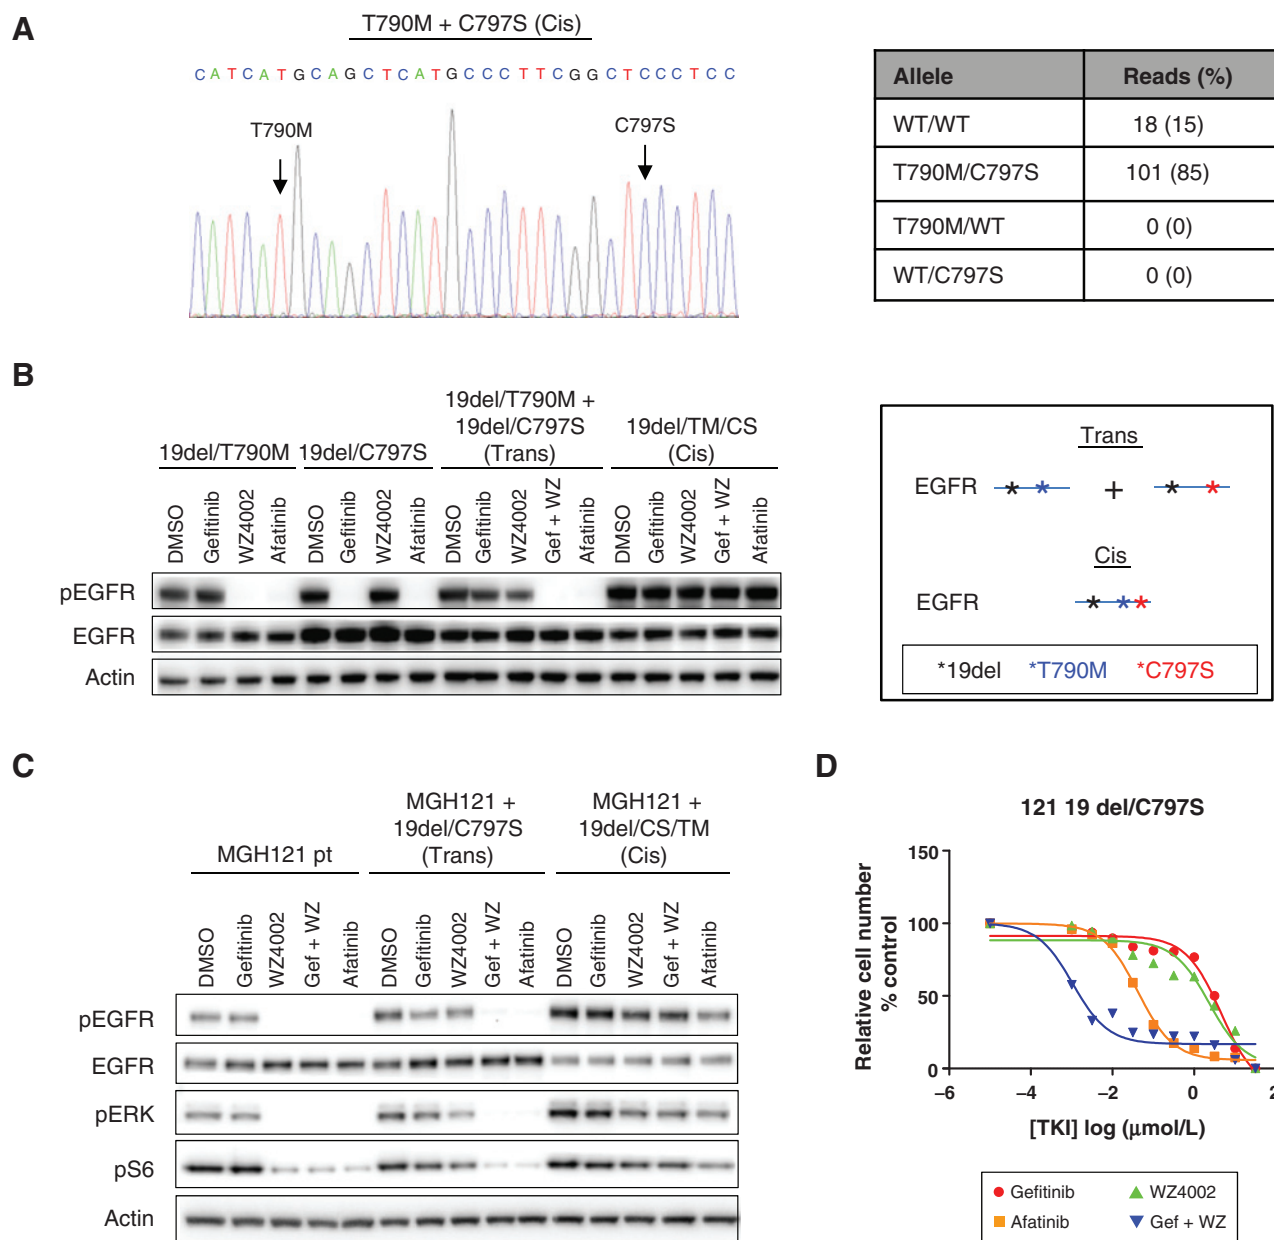 A
T790M + C797S (Cis)
C A T C A T G C A G C T C A T G C C C T T C G G C T C C C T C C
T790M
C797S
Allele Reads (%)
WT/WT 18 (15)
T790M/C797S 101 (85)
T790M/WT 0 (0)
WT/C797S 0 (0)
B
19del/T790M
19del/C797S
19del/T790M +
19del/C797S
(Trans)
19del/TM/CS
(Cis)
DMSO
Gefitinib
WZ4002
Afatinib
DMSO
Gefitinib
WZ4002
Afatinib
DMSO
Gefitinib
WZ4002
Gef + WZ
Afatinib
DMSO
Gefitinib
WZ4002
Gef + WZ
Afatinib
pEGFR
EGFR
Actin
Trans
EGFR * * + * *
Cis
EGFR * * *
*19del *T790M *C797S
C
MGH121 pt
MGH121 +
19del/C797S
(Trans)
MGH121 +
19del/CS/TM
(Cis)
DMSO
Gefitinib
WZ4002
Gef + WZ
Afatinib
DMSO
Gefitinib
WZ4002
Gef + WZ
Afatinib
DMSO
Gefitinib
WZ4002
Gef + WZ
Afatinib
pEGFR
EGFR
pERK
pS6
Actin
D
121 19 del/C797S
Relative cell number
% control
150
100
50
0
–6 –4 –2 0 2
[TKI] log (μmol/L)
Gefitinib WZ4002
Afatinib Gef + WZ